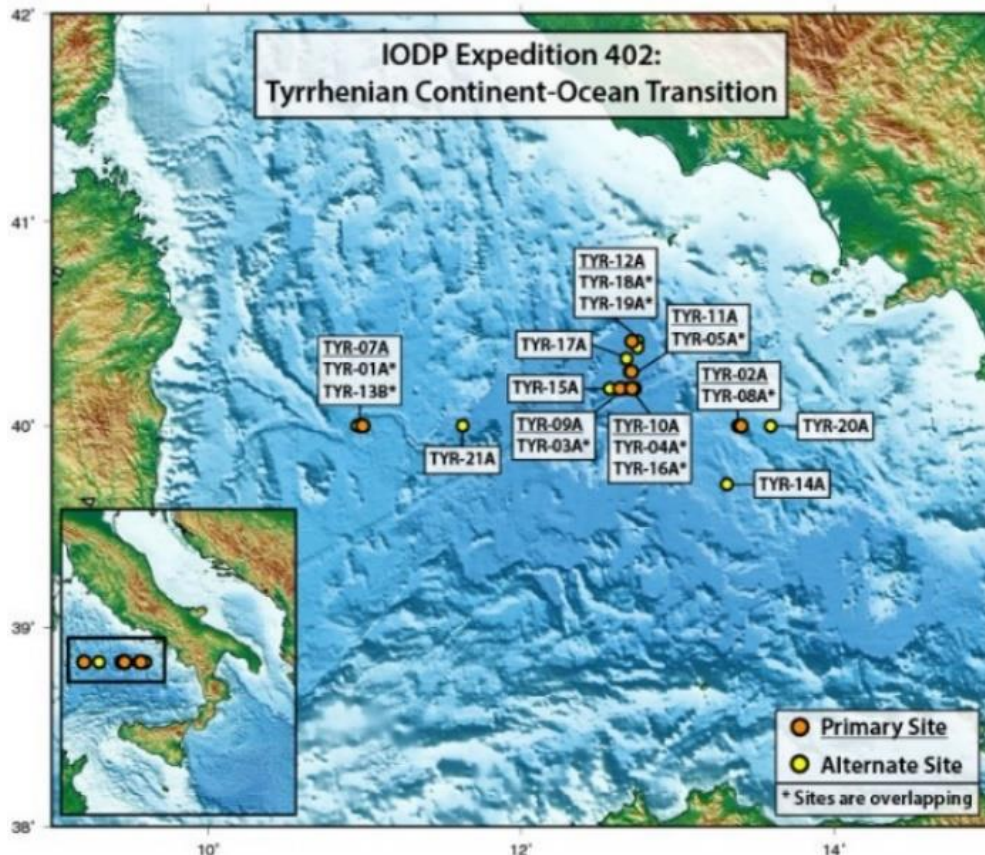 IODP Expedition 402:
Tyrrhenian Continent-Ocean Transition
42˚
41˚
40˚
39˚
38˚
10˚
12˚
14˚
TYR-12A
TYR-18A*
TYR-19A*
TYR-11A
TYR-05A*
TYR-17A
TYR-07A
TYR-01A*
TYR-13B*
TYR-15A
TYR-02A
TYR-08A*
TYR-09A
TYR-03A*
TYR-10A
TYR-04A*
TYR-16A*
TYR-20A
TYR-21A
TYR-14A
Primary Site
Alternate Site
* Sites are overlapping